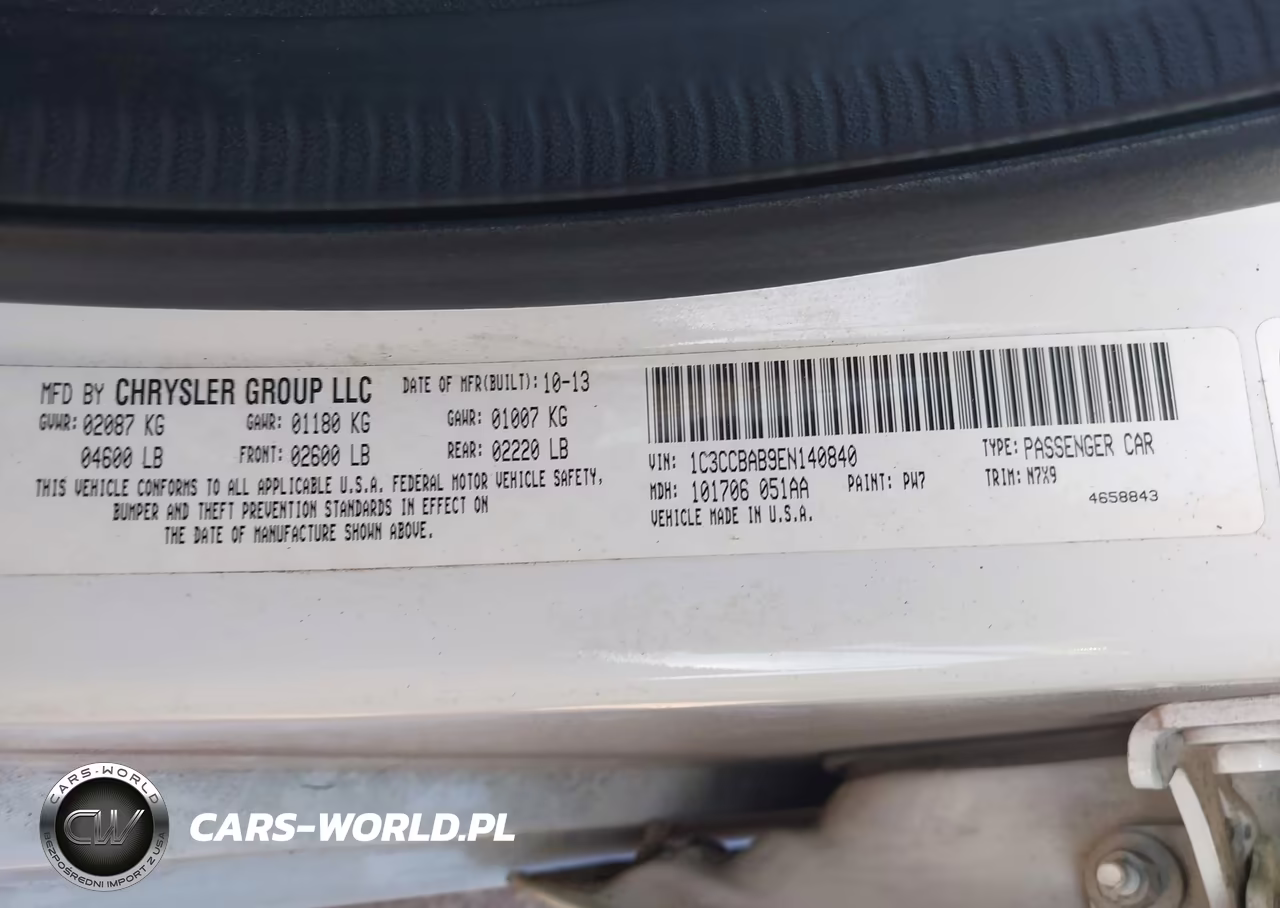 MFD BY CHRYSLER GROUP LLC DATE OF MFR(BUILT): 10-13
GVWR: 02087 KG GAWR: 01180 KG GAWR: 01007 KG
04600 LB FRONT: 02600 LB REAR: 02220 LB
THIS VEHICLE CONFORMS TO ALL APPLICABLE U.S.A. FEDERAL MOTOR VEHICLE SAFETY,
BUMPER AND THEFT PREVENTION STANDARDS IN EFFECT ON
THE DATE OF MANUFACTURE SHOWN ABOVE.
VIN: 1C3CCBAB9EN140840 TYPE: PASSENGER CAR
MDH: 101706 051AA PAINT: PW7 TRIM: N7X9
VEHICLE MADE IN U.S.A. 4658843
CARS-WORLD
CW
BEZPOŚREDNI IMPORT Z USA
CARS-WORLD.PL